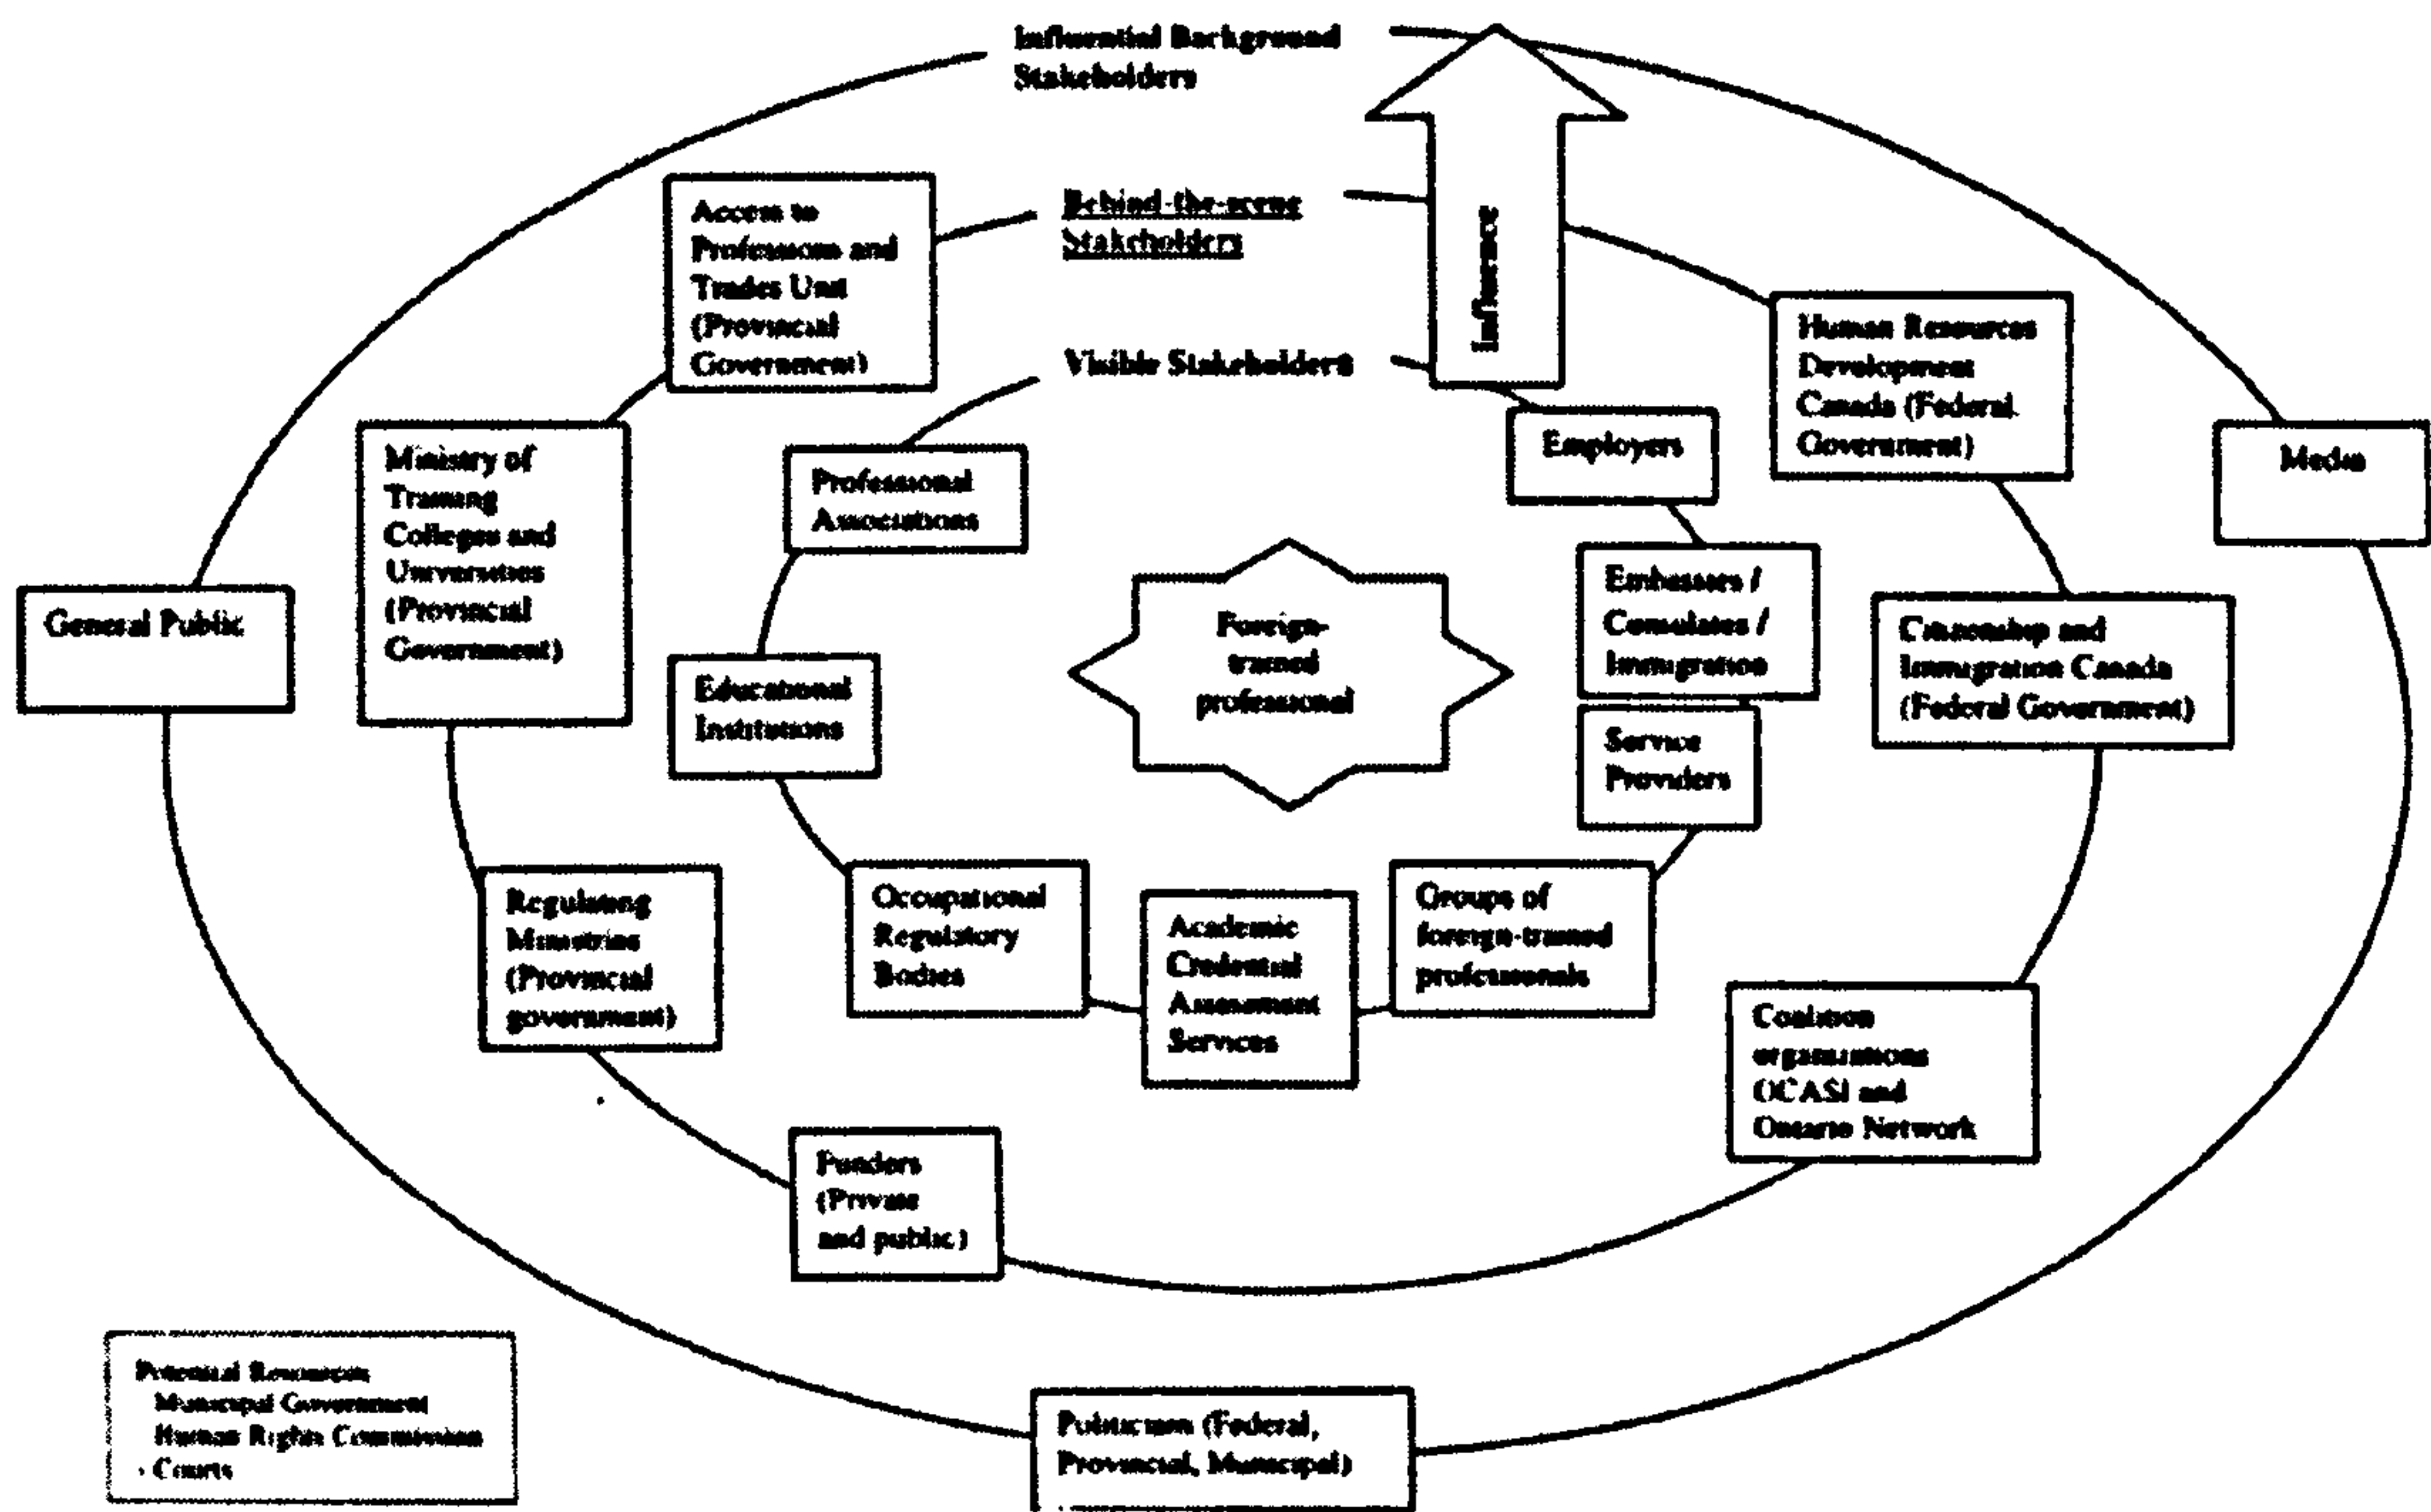 Influential Background
Stakeholders
Behind-the-scene
Stakeholders
Visible Stakeholders
influence
Access to
Professions and
Trades Unit
(Provincial
Government)
Human Resources
Development
Canada (Federal
Government)
Media
Ministry of
Training
Colleges and
Universities
(Provincial
Government)
Professional
Associations
Employers
General Public
Educational
Institutions
Foreign-
trained
professional
Embassies /
Consulates /
Immigration
Citizenship and
Immigration Canada
(Federal Government)
Service
Providers
Regulating
Ministries
(Provincial
government)
Occupational
Regulatory
Bodies
Academic
Credential
Assessment
Services
Groups of
foreign-trained
professionals
Coalition
organizations
OCASI and
Ontario Network
Funders
(Private
and public)
Potential Resources
Municipal Government
Human Rights Commission
- Courts
Politicians (Federal,
Provincial, Municipal)